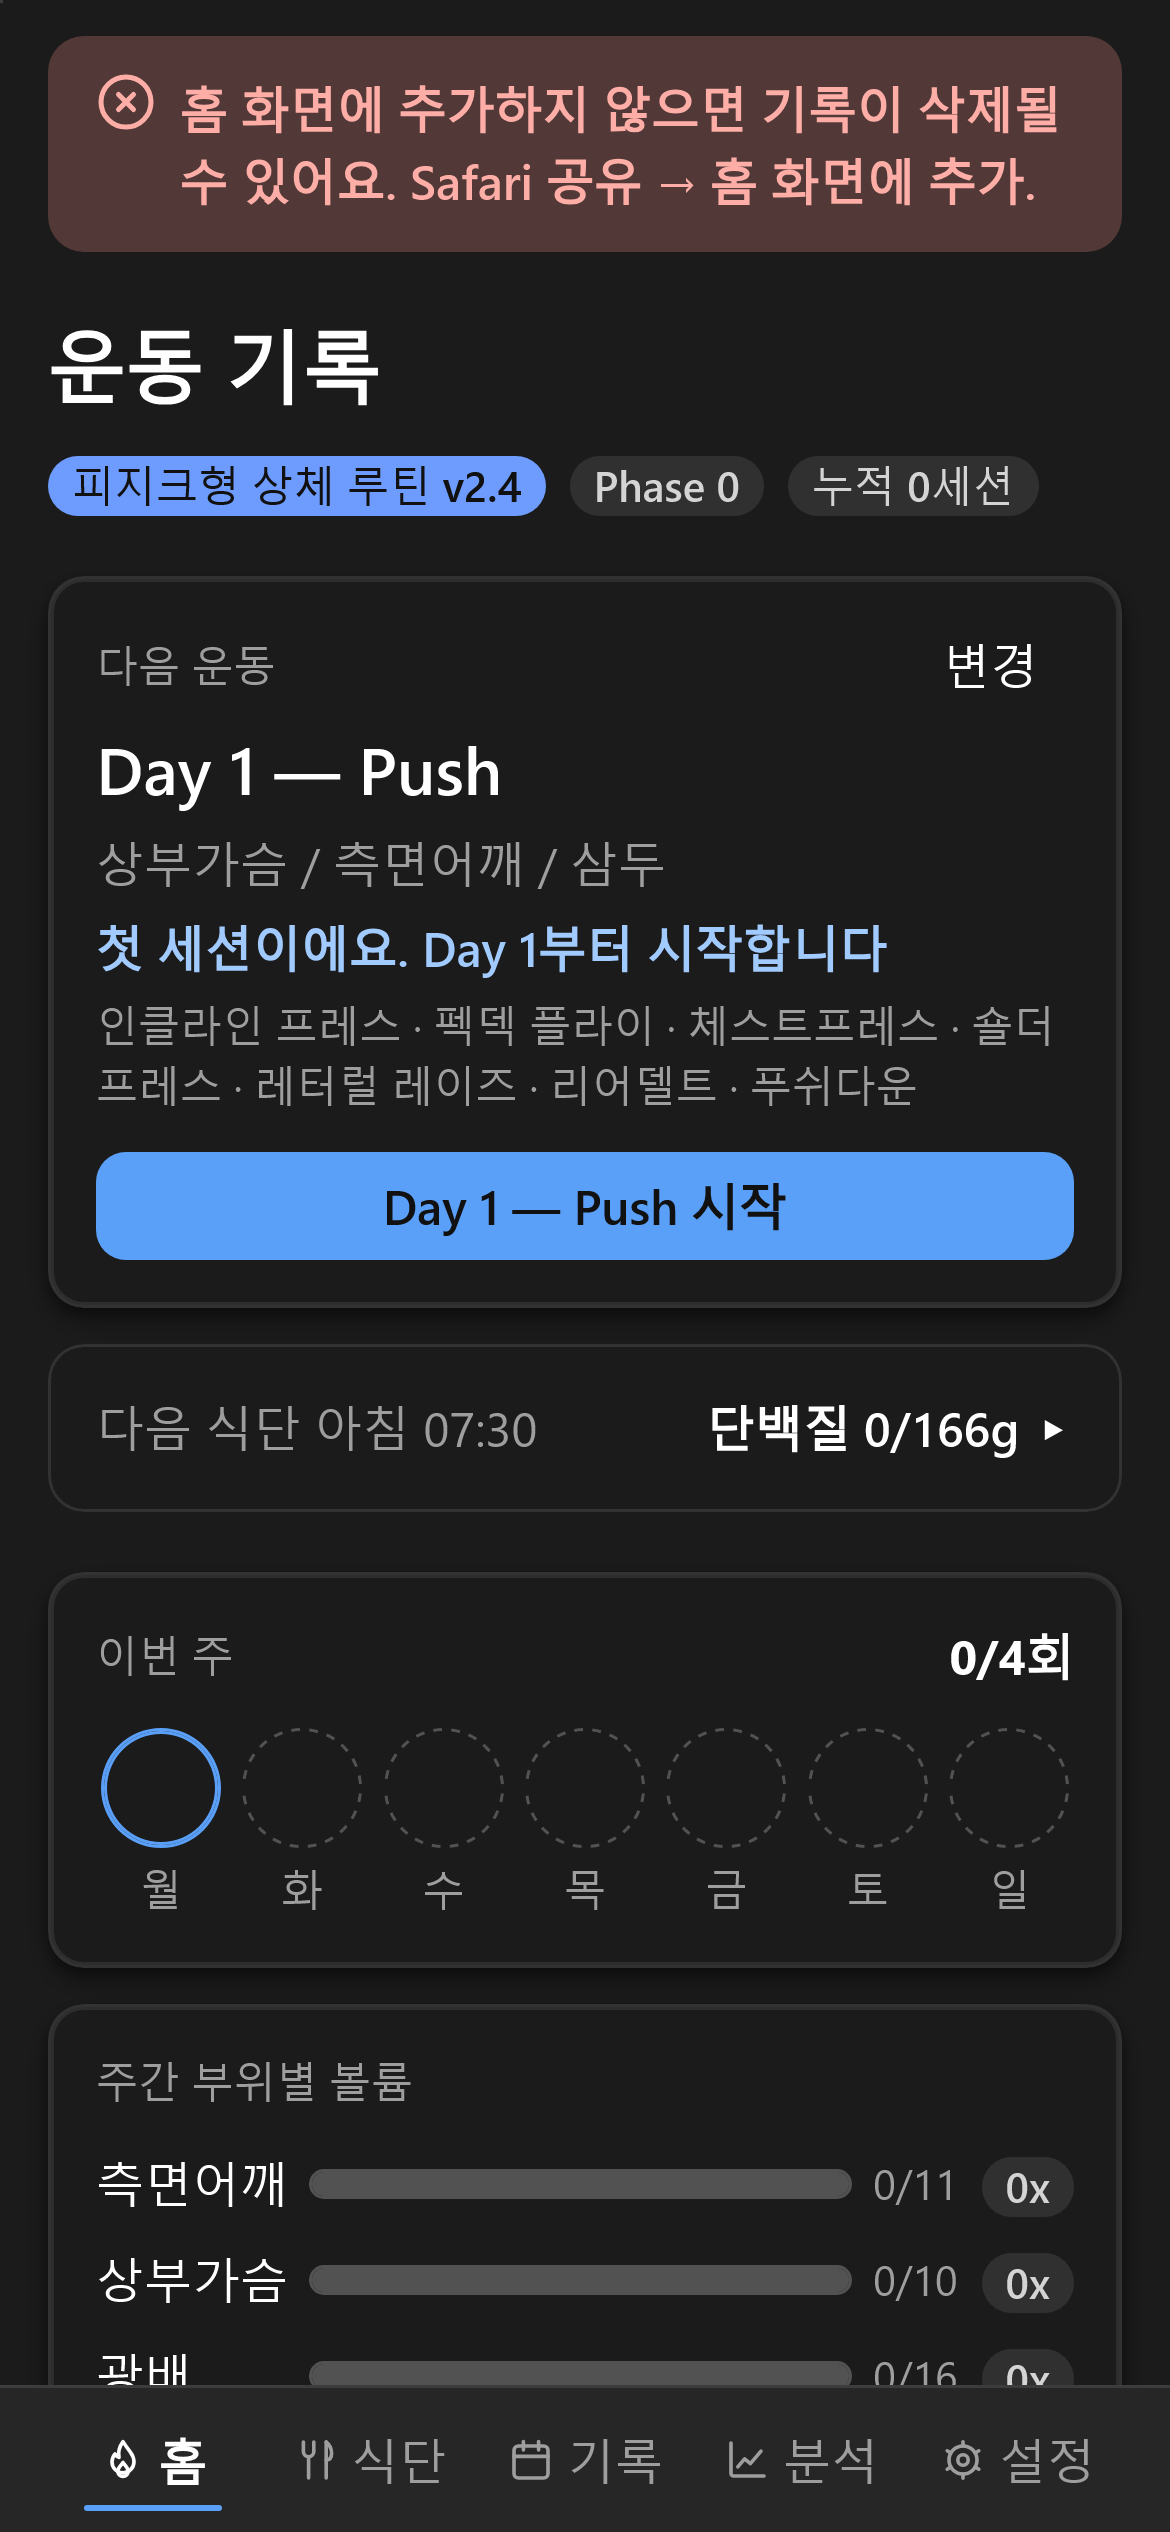 홈 화면에 추가하지 않으면 기록이 삭제될
수 있어요. Safari 공유 → 홈 화면에 추가.
운동 기록
피지크형 상체 루틴 v2.4
Phase 0
누적 0세션
다음 운동
변경
Day 1 — Push
상부가슴 / 측면어깨 / 삼두
첫 세션이에요. Day 1부터 시작합니다
인클라인 프레스 · 펙덱 플라이 · 체스트프레스 · 숄더
프레스 · 레터럴 레이즈 · 리어델트 · 푸쉬다운
Day 1 — Push 시작
다음 식단 아침 07:30
단백질 0/166g ▸
이번 주
0/4회
월 화 수 목 금 토 일
주간 부위별 볼륨
측면어깨 0/11 0x
상부가슴 0/10 0x
광배 0/16 0x
홈 식단 기록 분석 설정